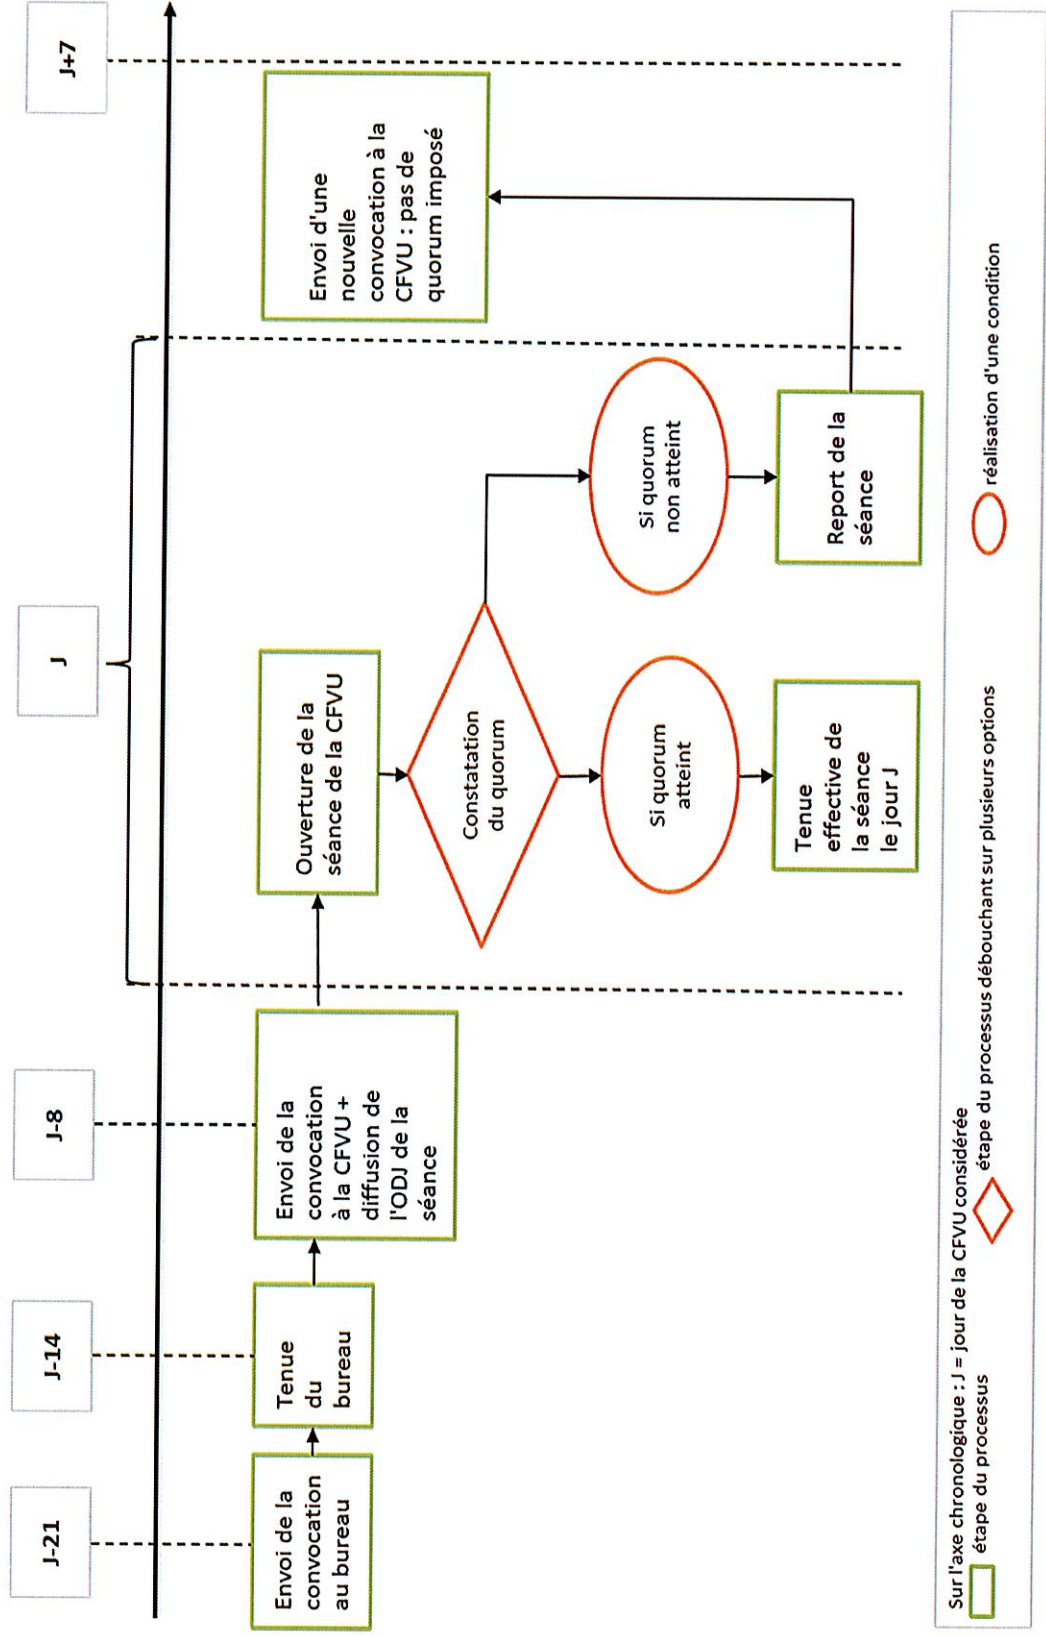 J-21
J-14
J-8
J
J+7
Envoi de la
convocation
au bureau
Tenue
du
bureau
Envoi de la
convocation
à la CFVU +
diffusion de
l'ODJ de la
séance
Ouverture de la
séance de la CFVU
Constatation
du quorum
Si quorum
atteint
Tenue
effective de
la séance
le jour J
Si quorum
non atteint
Report de la
séance
Envoi d'une
nouvelle
convocation à la
CFVU : pas de
quorum imposé
Sur l'axe chronologique : J = jour de la CFVU considérée
étape du processus
étape du processus débouchant sur plusieurs options
réalisation d'une condition